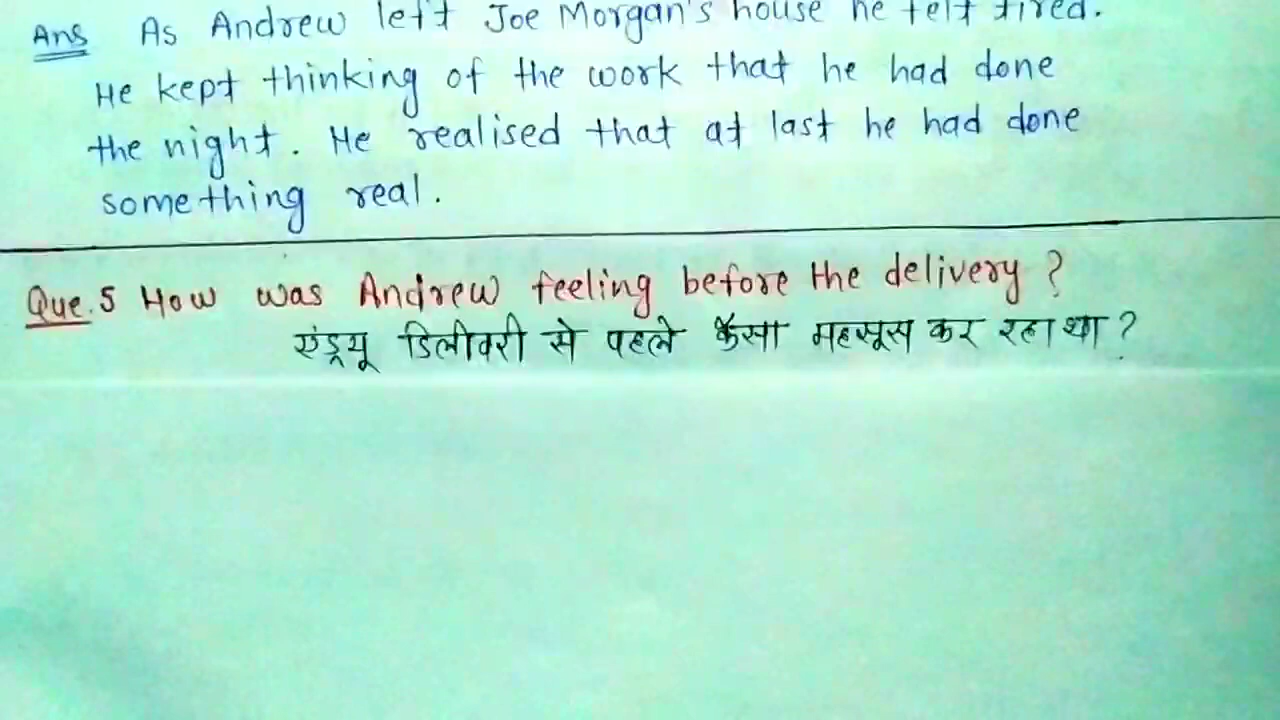 Ans As Andrew left Joe Morgan's house he felt tired.
He kept thinking of the work that he had done
the night. He realised that at last he had done
something real.
Que.5 How was Andrew feeling before the delivery?
एंड्रयू डिलीवरी से पहले कैसा महसूस कर रहा था?